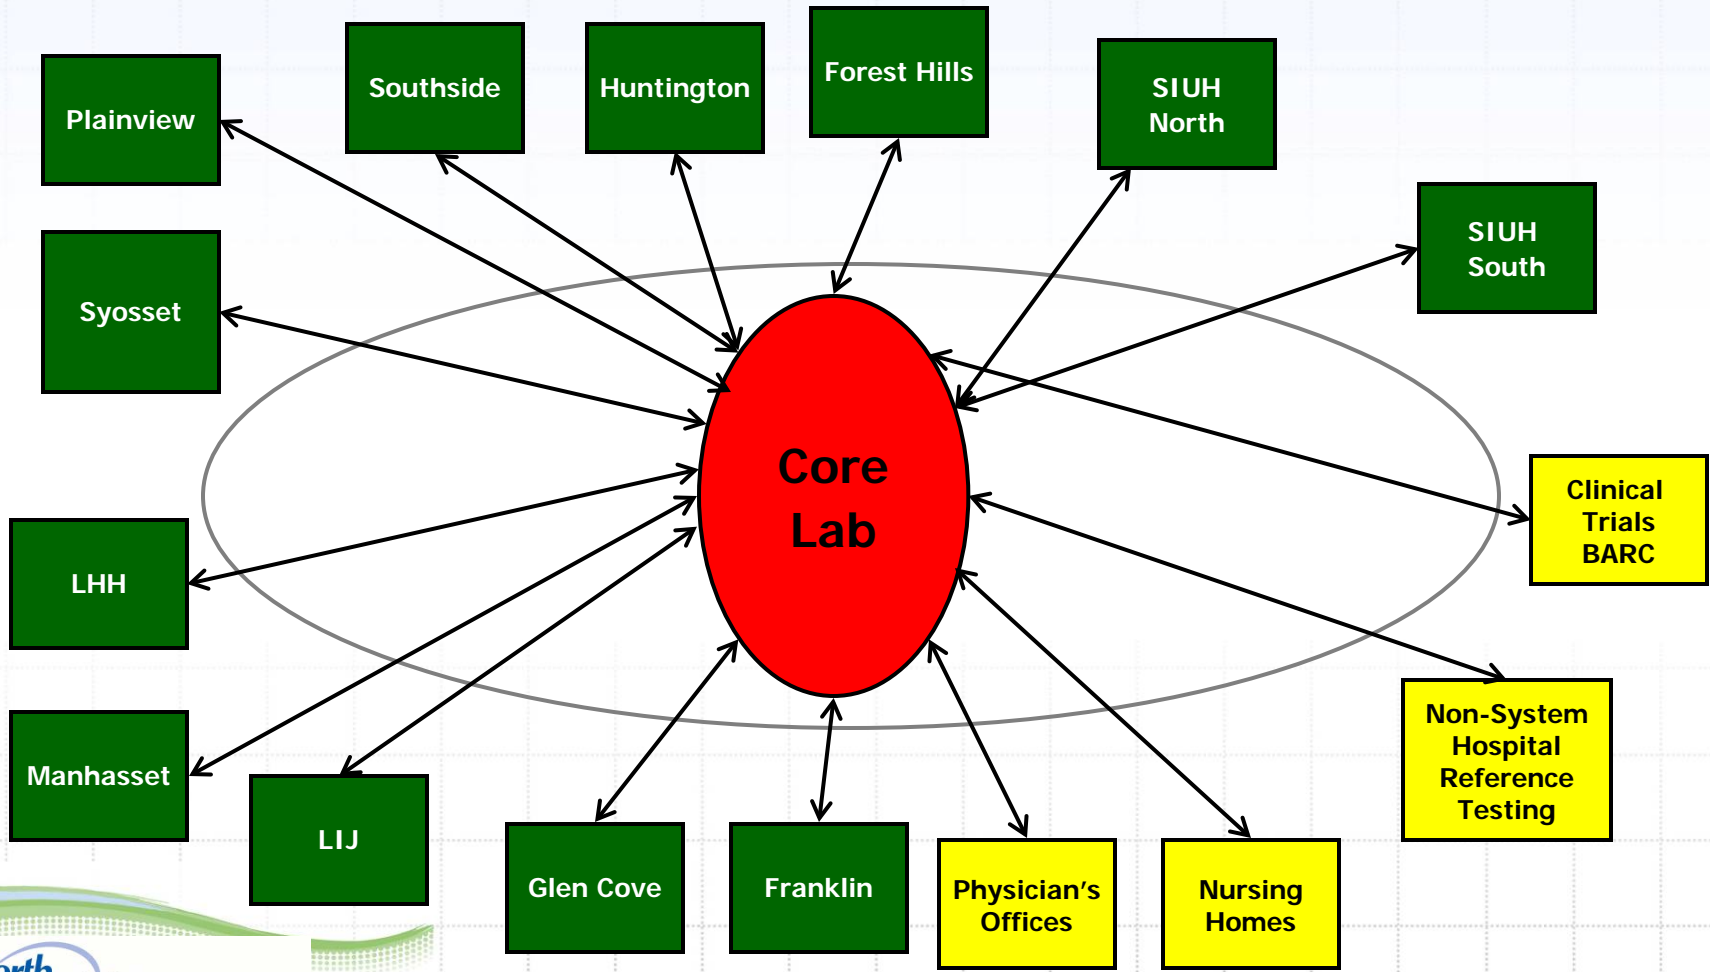 Forest Hills
Southside
Huntington
SIUH
North
Plainview
SIUH
South
Syosset
Core
Lab
Clinical
Trials
BARC
LHH
Non-System
Hospital
Reference
Testing
Manhasset
LIJ
Glen Cove
Franklin
Physician's
Offices
Nursing
Homes